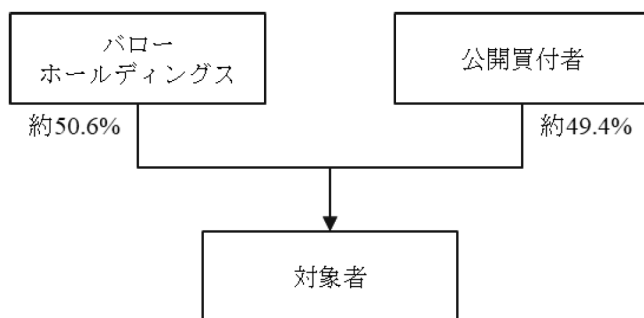 バロー
ホールディングス
公開買付者
約50.6%
約49.4%
対象者